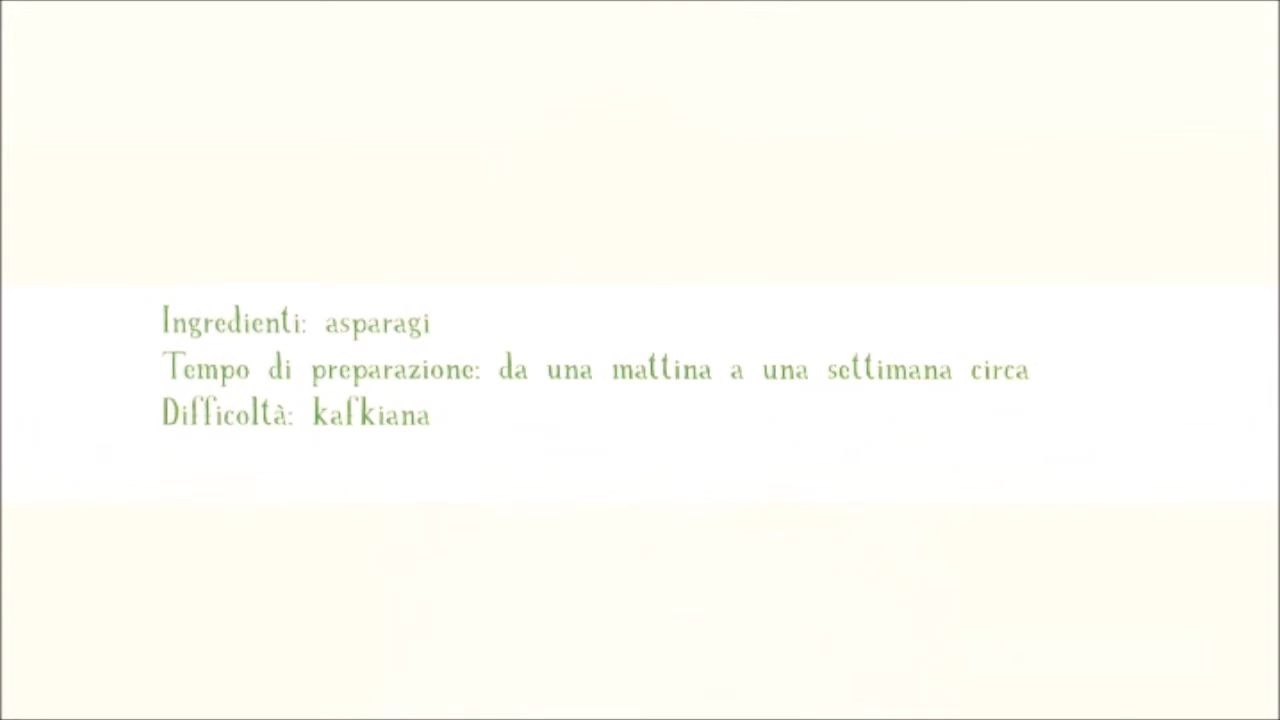 Ingredienti: asparagi
Tempo di preparazione: da una mattina a una settimana circa
Difficoltà: kafkiana